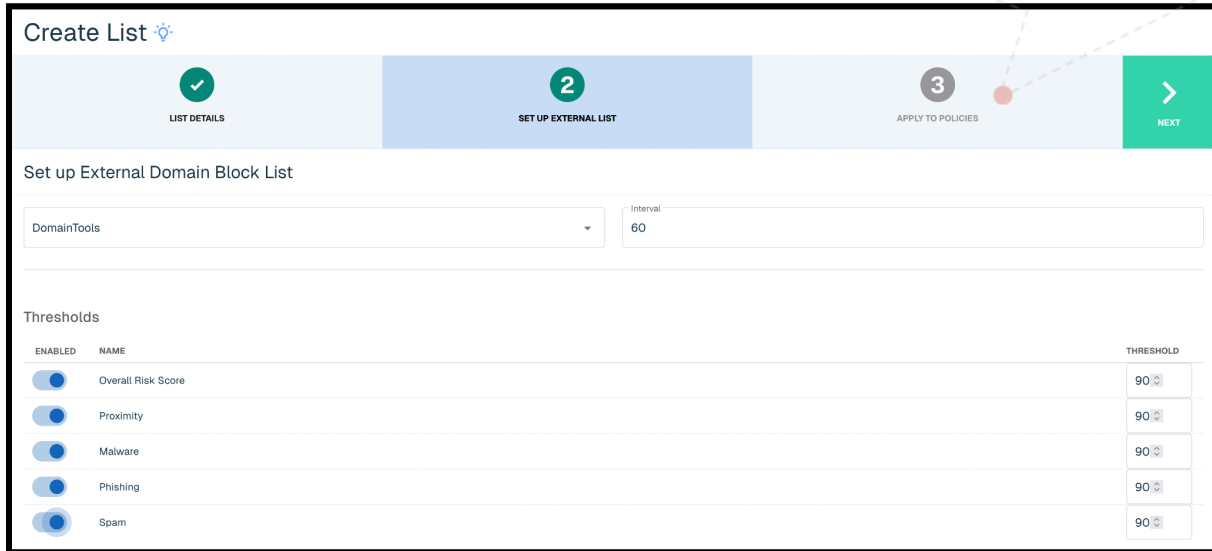 Create List
2
3
LIST DETAILS
SET UP EXTERNAL LIST
APPLY TO POLICIES
NEXT
Set up External Domain Block List
Interval
DomainTools
60
Thresholds
ENABLED NAME THRESHOLD
Overall Risk Score 90
Proximity 90
Malware 90
Phishing 90
Spam 90